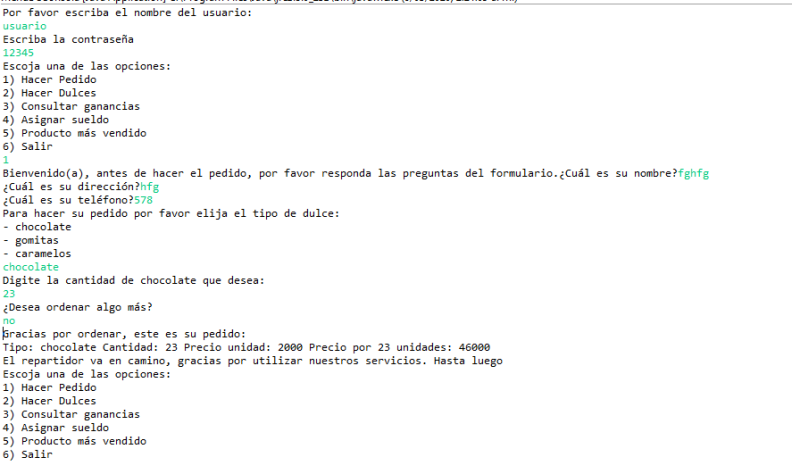 Por favor escriba el nombre del usuario:
usuario
Escriba la contraseña
12345
Escoja una de las opciones:
1) Hacer Pedido
2) Hacer Dulces
3) Consultar ganancias
4) Asignar sueldo
5) Producto más vendido
6) Salir
1
Bienvenido(a), antes de hacer el pedido, por favor responda las preguntas del formulario.¿Cuál es su nombre?fghfg
¿Cuál es su dirección?hfg
¿Cuál es su teléfono?578
Para hacer su pedido por favor elija el tipo de dulce:
- chocolate
- gomitas
- caramelos
chocolate
Digite la cantidad de chocolate que desea:
23
¿Desea ordenar algo más?
no
Gracias por ordenar, este es su pedido:
Tipo: chocolate Cantidad: 23 Precio unidad: 2000 Precio por 23 unidades: 46000
El repartidor va en camino, gracias por utilizar nuestros servicios. Hasta luego
Escoja una de las opciones:
1) Hacer Pedido
2) Hacer Dulces
3) Consultar ganancias
4) Asignar sueldo
5) Producto más vendido
6) Salir